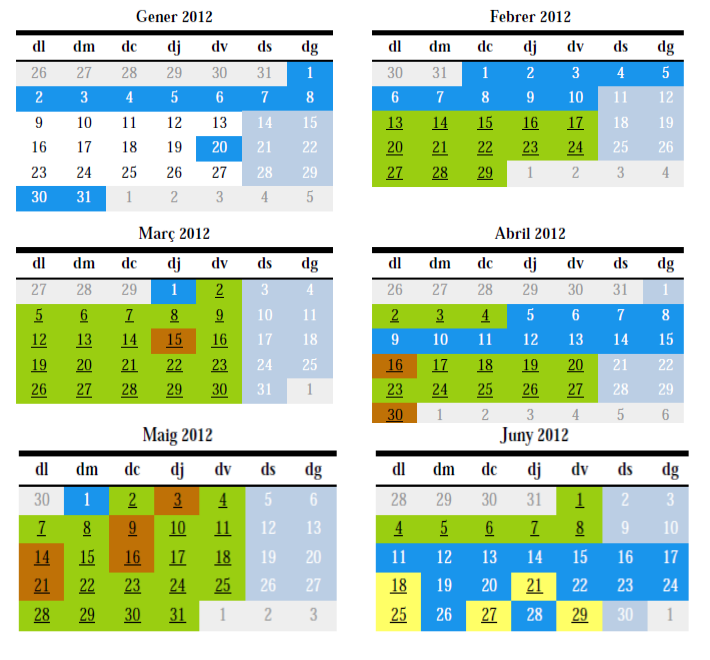 Gener 2012
dl dm dc dj dv ds dg
26 27 28 29 30 31 1
2 3 4 5 6 7 8
9 10 11 12 13 14 15
16 17 18 19 20 21 22
23 24 25 26 27 28 29
30 31 1 2 3 4 5
Febrer 2012
dl dm dc dj dv ds dg
30 31 1 2 3 4 5
6 7 8 9 10 11 12
13 14 15 16 17 18 19
20 21 22 23 24 25 26
27 28 29 1 2 3 4
Març 2012
dl dm dc dj dv ds dg
27 28 29 1 2 3 4
5 6 7 8 9 10 11
12 13 14 15 16 17 18
19 20 21 22 23 24 25
26 27 28 29 30 31 1
Abril 2012
dl dm dc dj dv ds dg
26 27 28 29 30 31 1
2 3 4 5 6 7 8
9 10 11 12 13 14 15
16 17 18 19 20 21 22
23 24 25 26 27 28 29
30 1 2 3 4 5 6
Maig 2012
dl dm dc dj dv ds dg
30 1 2 3 4 5 6
7 8 9 10 11 12 13
14 15 16 17 18 19 20
21 22 23 24 25 26 27
28 29 30 31 1 2 3
Juny 2012
dl dm dc dj dv ds dg
28 29 30 31 1 2 3
4 5 6 7 8 9 10
11 12 13 14 15 16 17
18 19 20 21 22 23 24
25 26 27 28 29 30 1